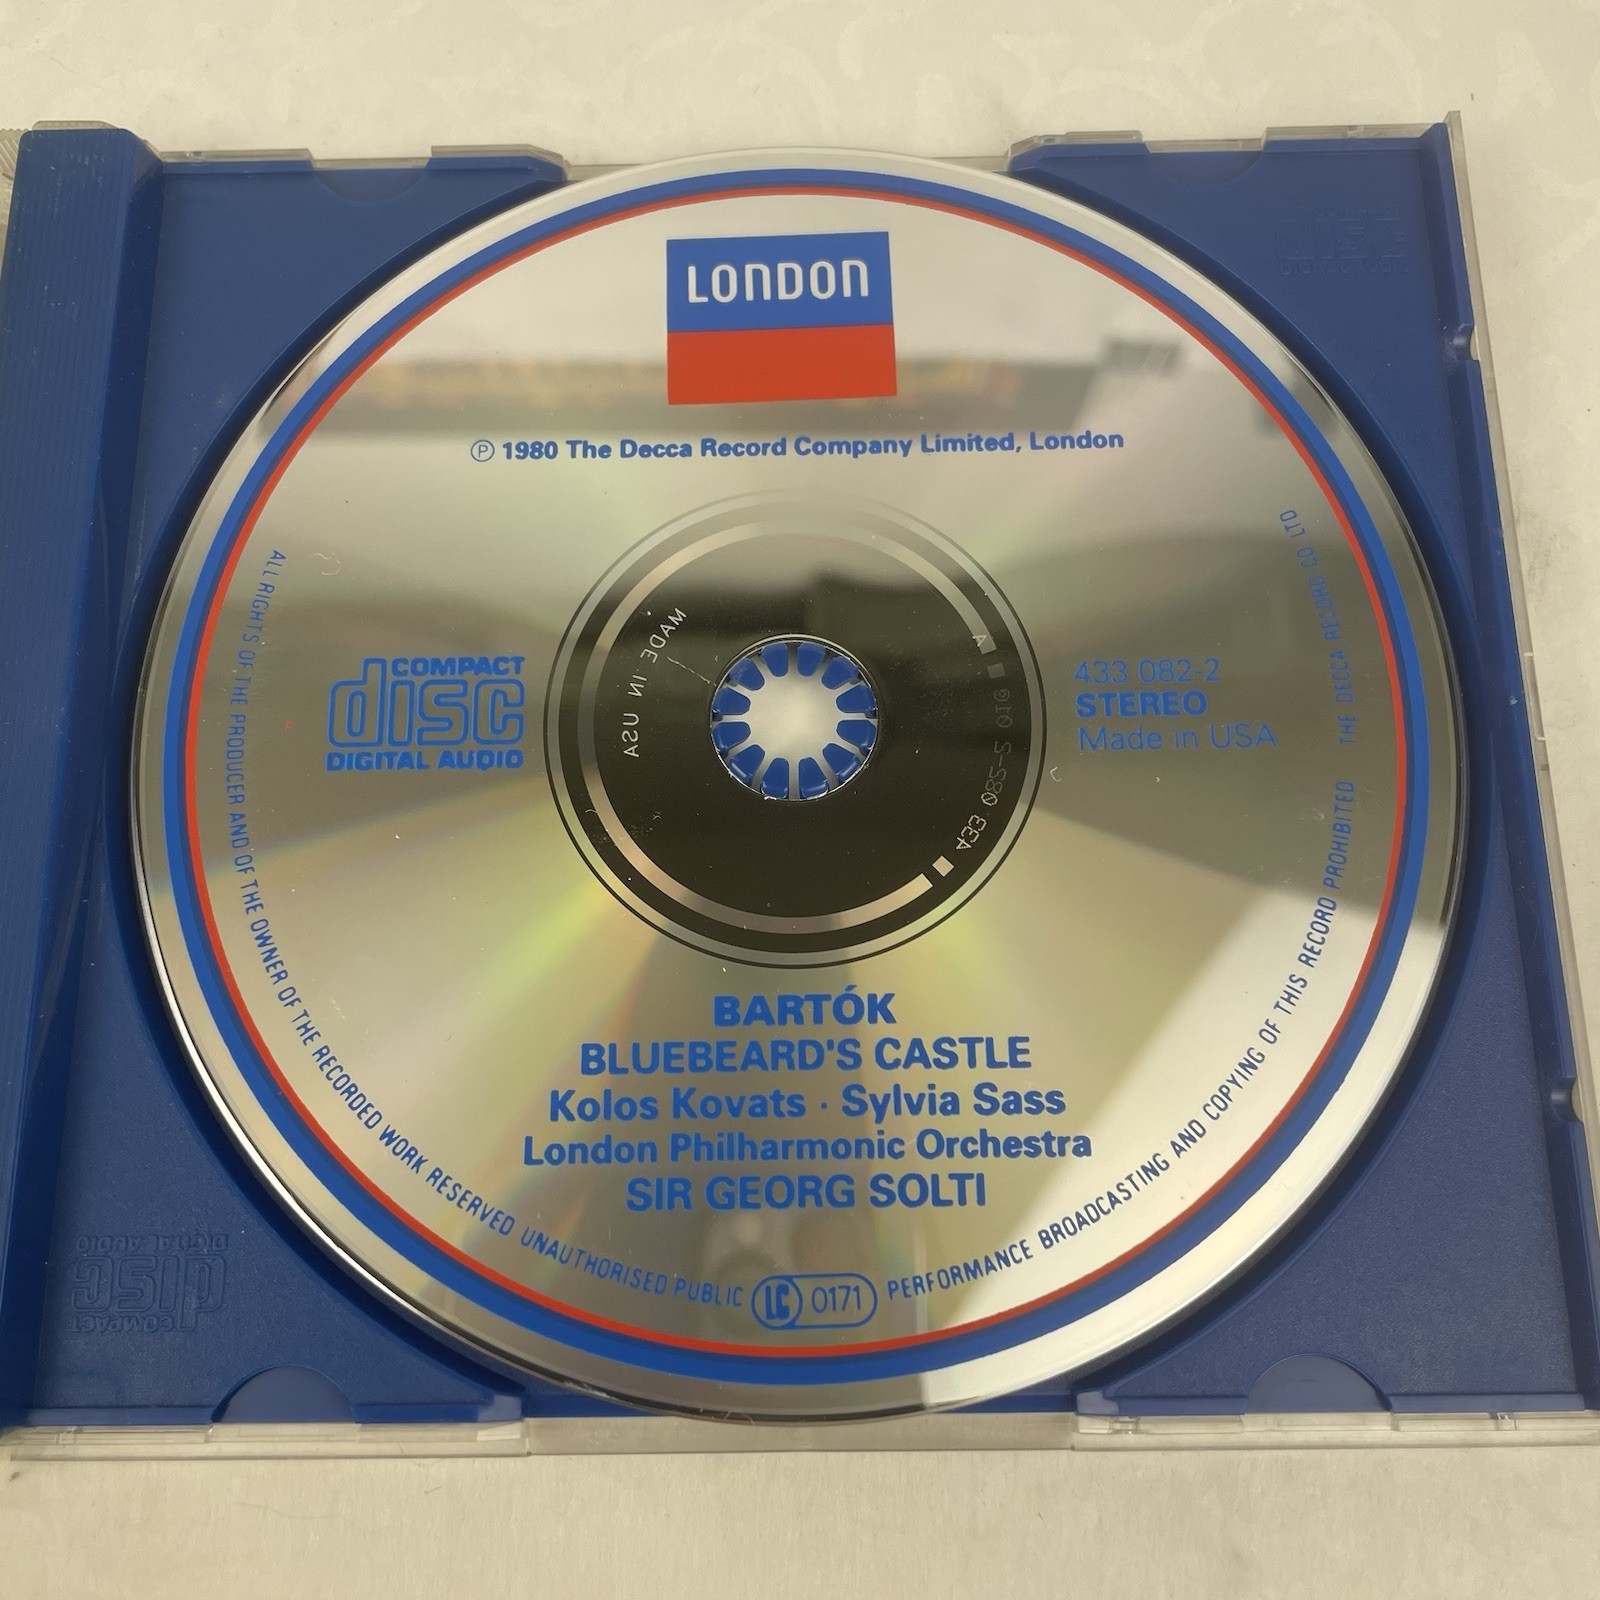 LONDON
℗ 1980 The Decca Record Company Limited, London
COMPACT
disc
DIGITAL AUDIO
433 082-2
STEREO
Made in USA
MADE IN USA
BARTÓK
BLUEBEARD'S CASTLE
Kolos Kovats · Sylvia Sass
London Philharmonic Orchestra
SIR GEORG SOLTI
ALL RIGHTS OF THE PRODUCER AND OF THE OWNER OF THE RECORDED WORK RESERVED UNAUTHORISED PUBLIC PERFORMANCE BROADCASTING AND COPYING OF THIS RECORD PROHIBITED THE DECCA RECORD CO LTD
LC 0171
COMPACT
disc
DIGITAL AUDIO